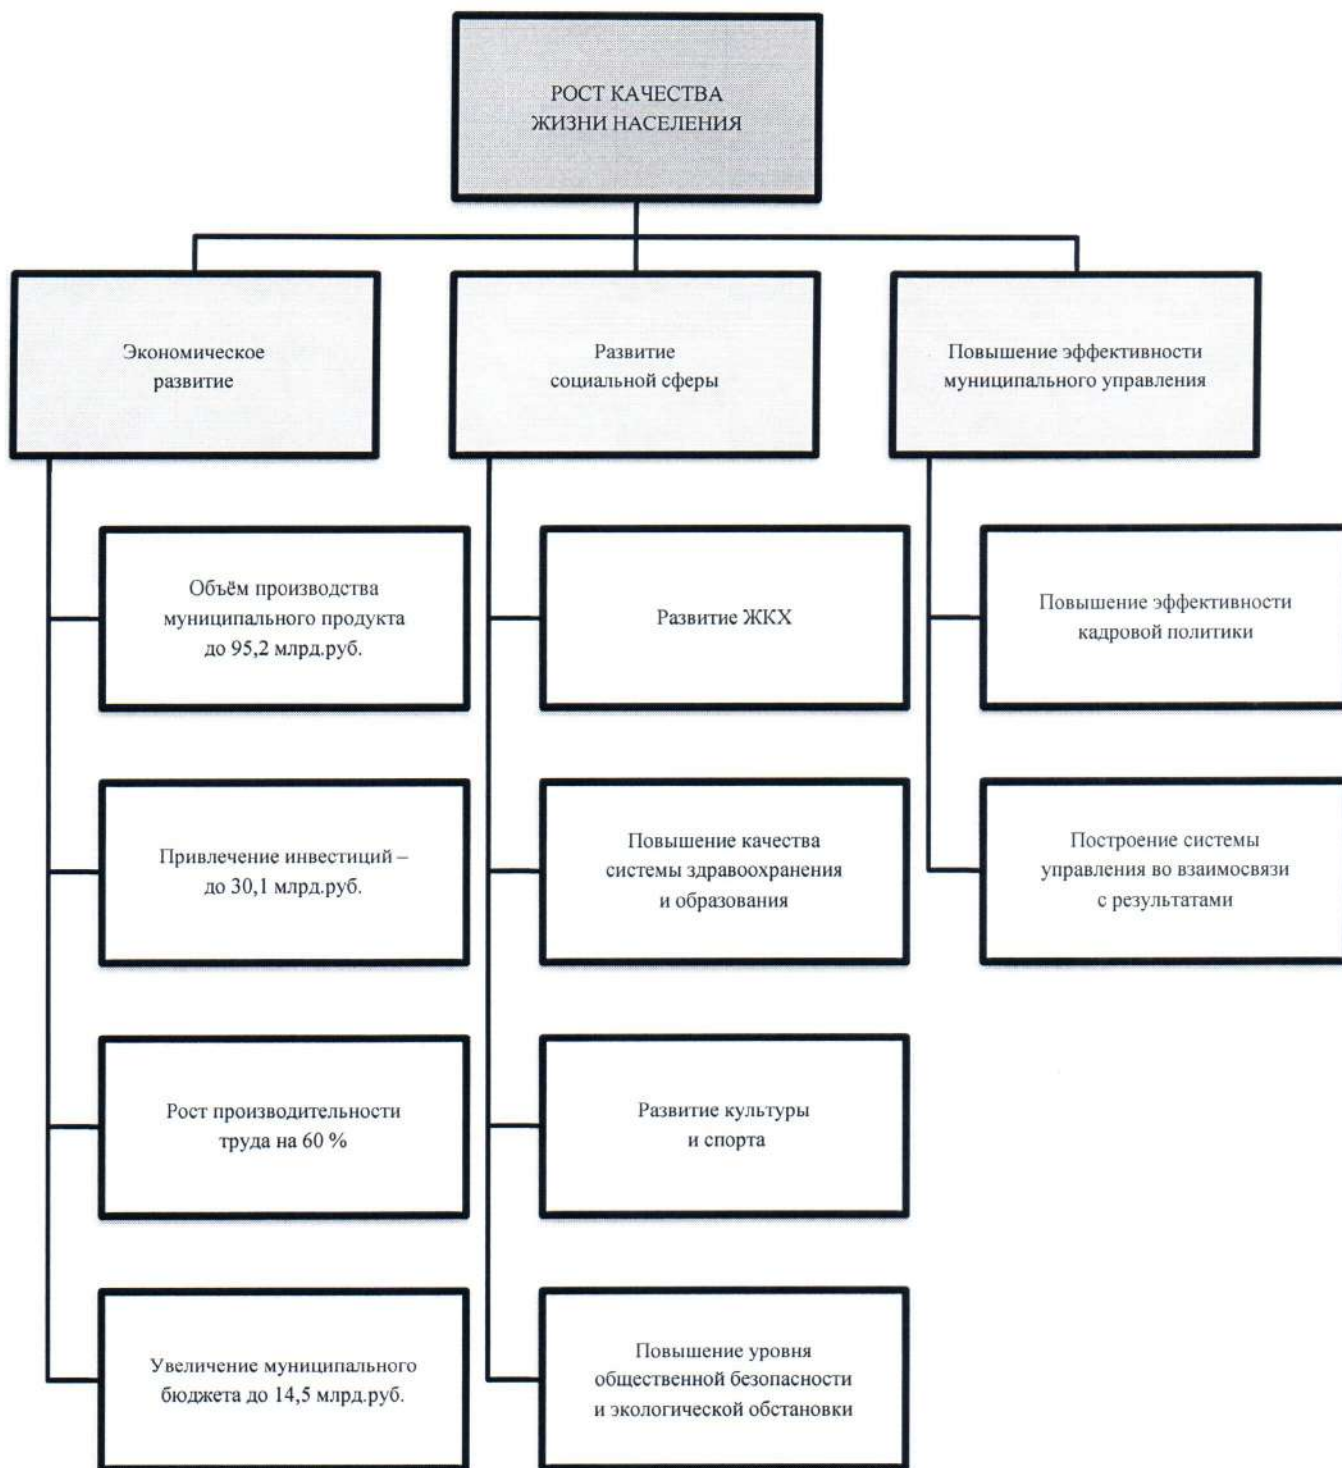 РОСТ КАЧЕСТВА
ЖИЗНИ НАСЕЛЕНИЯ
Экономическое
развитие
Развитие
социальной сферы
Повышение эффективности
муниципального управления
Объём производства
муниципального продукта
до 95,2 млрд.руб.
Развитие ЖКХ
Повышение эффективности
кадровой политики
Привлечение инвестиций –
до 30,1 млрд.руб.
Повышение качества
системы здравоохранения
и образования
Построение системы
управления во взаимосвязи
с результатами
Рост производительности
труда на 60 %
Развитие культуры
и спорта
Увеличение муниципального
бюджета до 14,5 млрд.руб.
Повышение уровня
общественной безопасности
и экологической обстановки